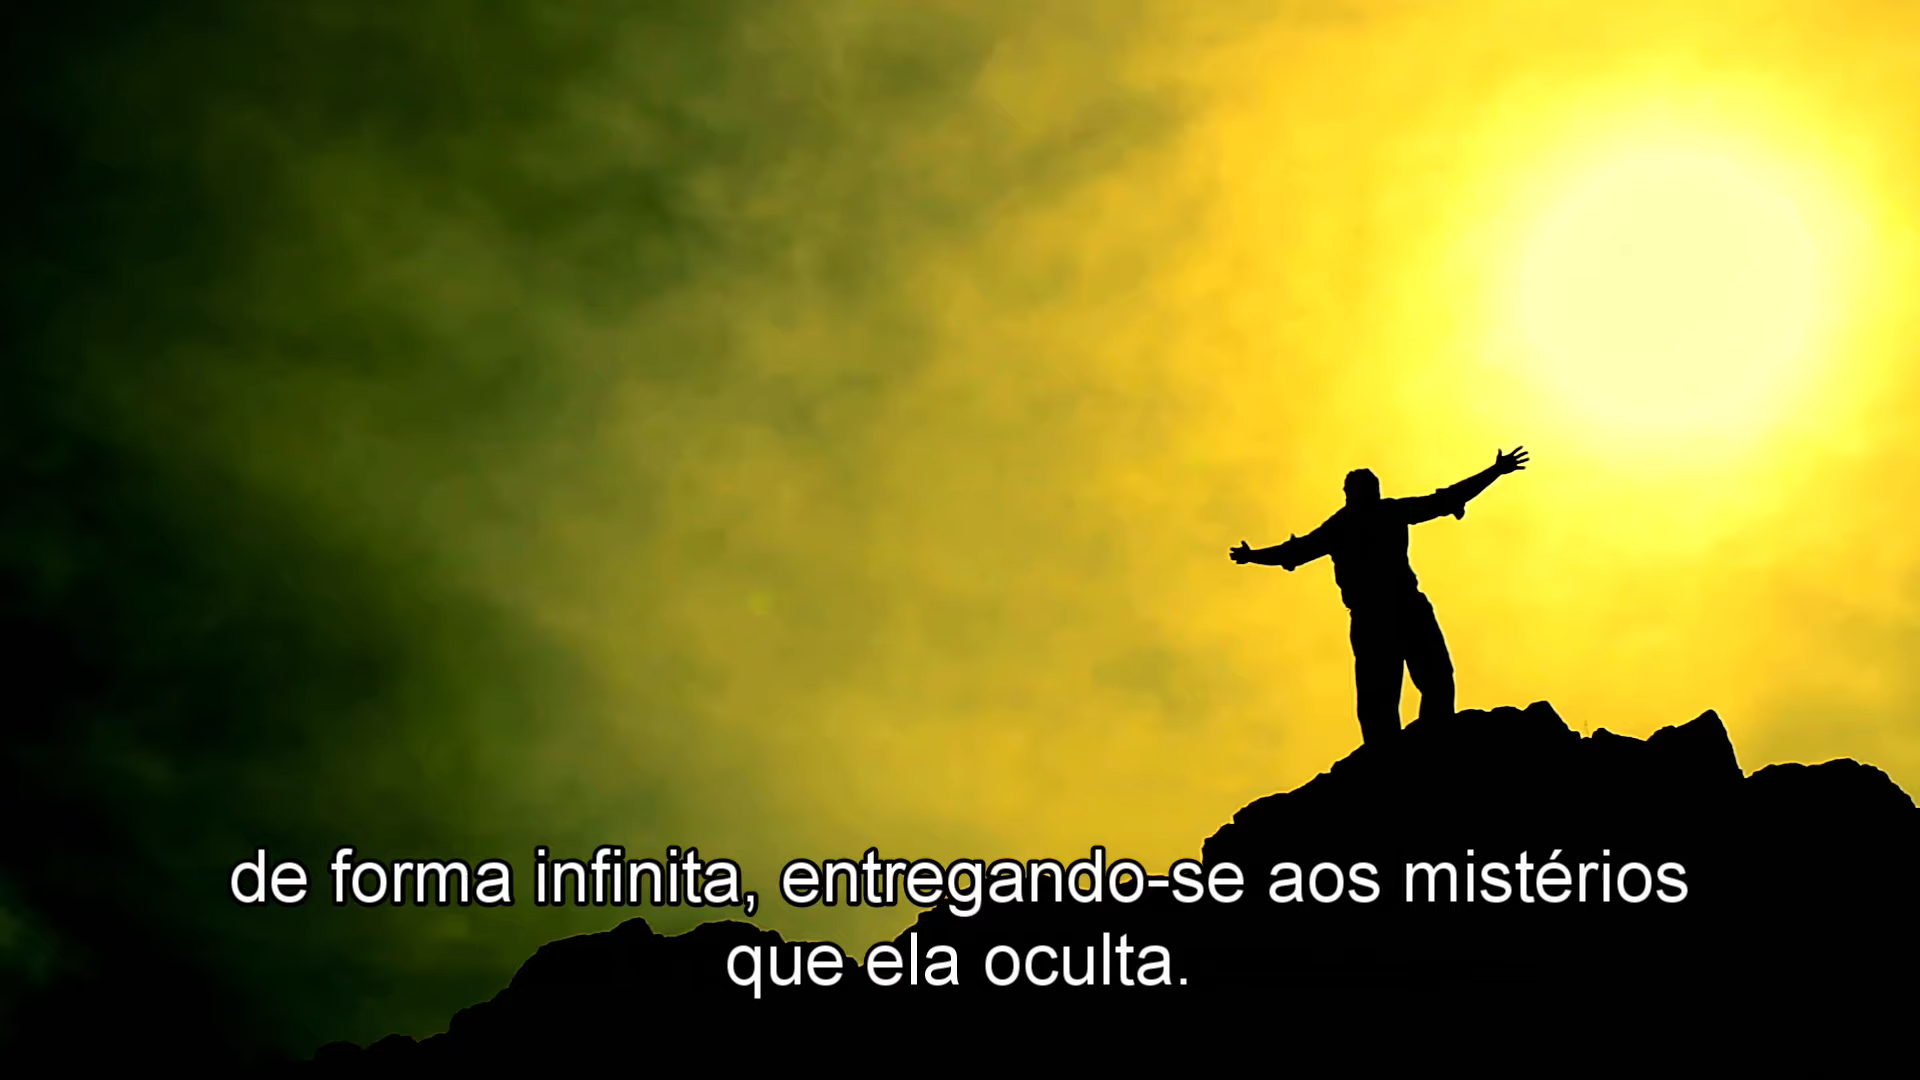 de forma infinita, entregando-se aos mistérios
que ela oculta.